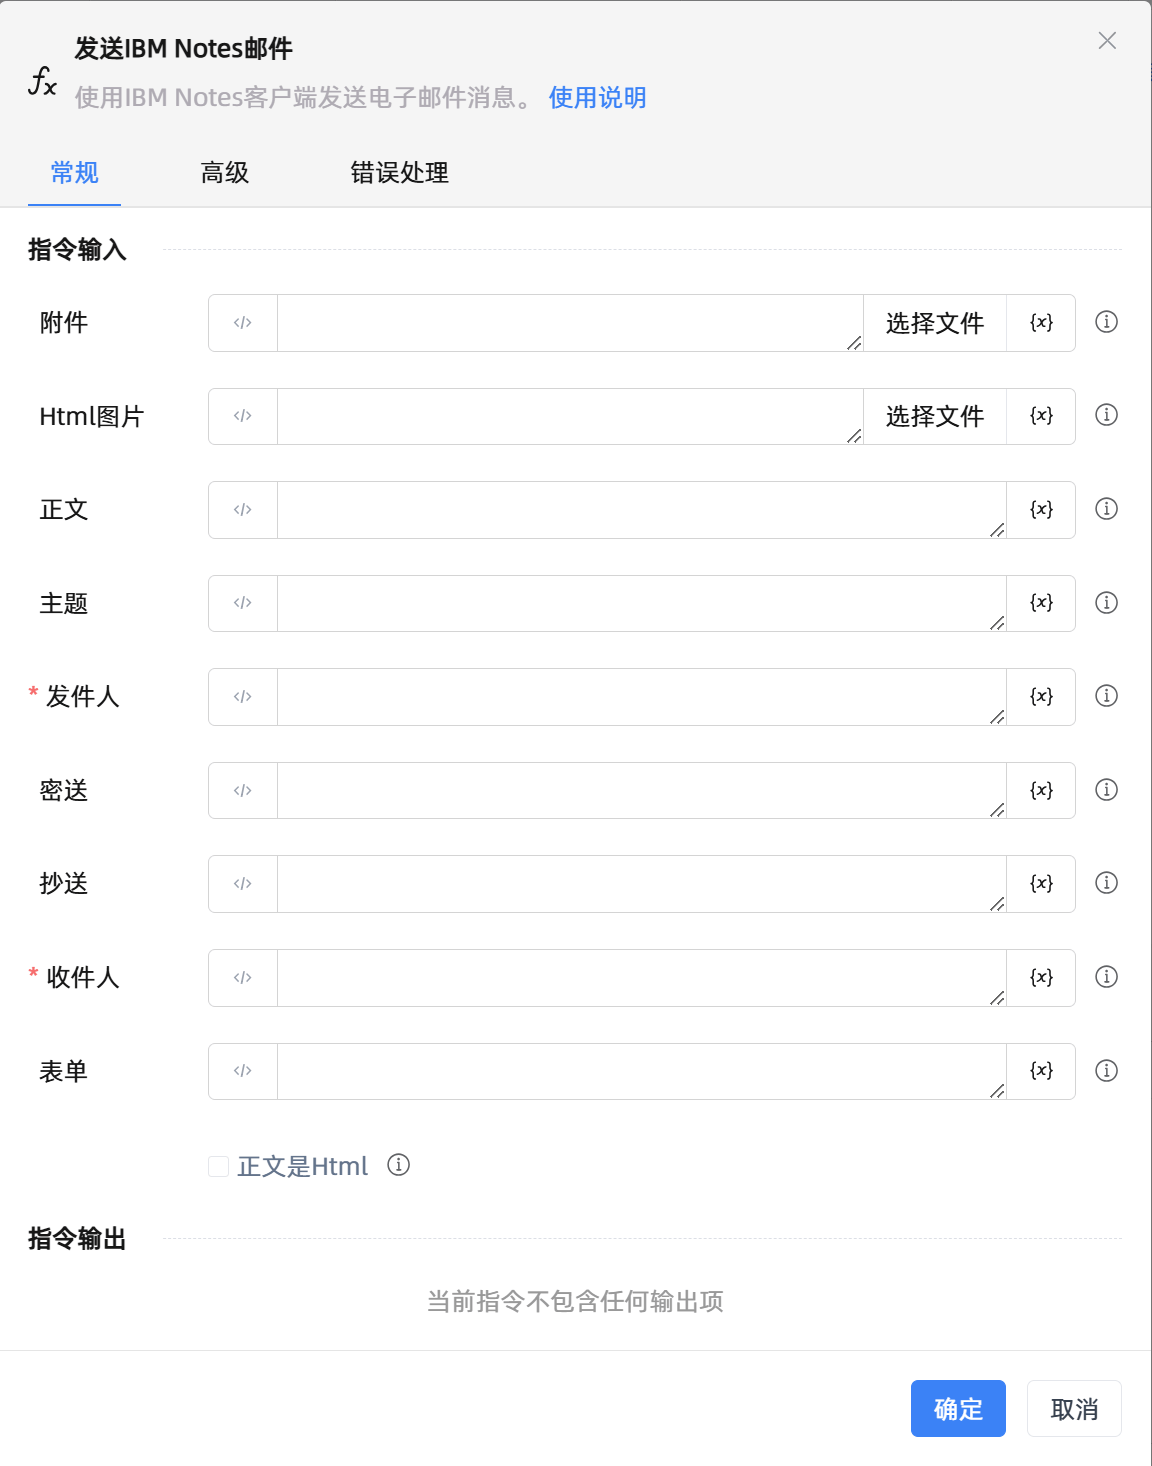 发送IBM Notes邮件
使用IBM Notes客户端发送电子邮件消息。 使用说明
常规 高级 错误处理
指令输入
附件 </> 选择文件 {x}
Html图片 </> 选择文件 {x}
正文 </> {x}
主题 </> {x}
* 发件人 </> {x}
密送 </> {x}
抄送 </> {x}
* 收件人 </> {x}
表单 </> {x}
正文是Html
指令输出
当前指令不包含任何输出项
确定 取消